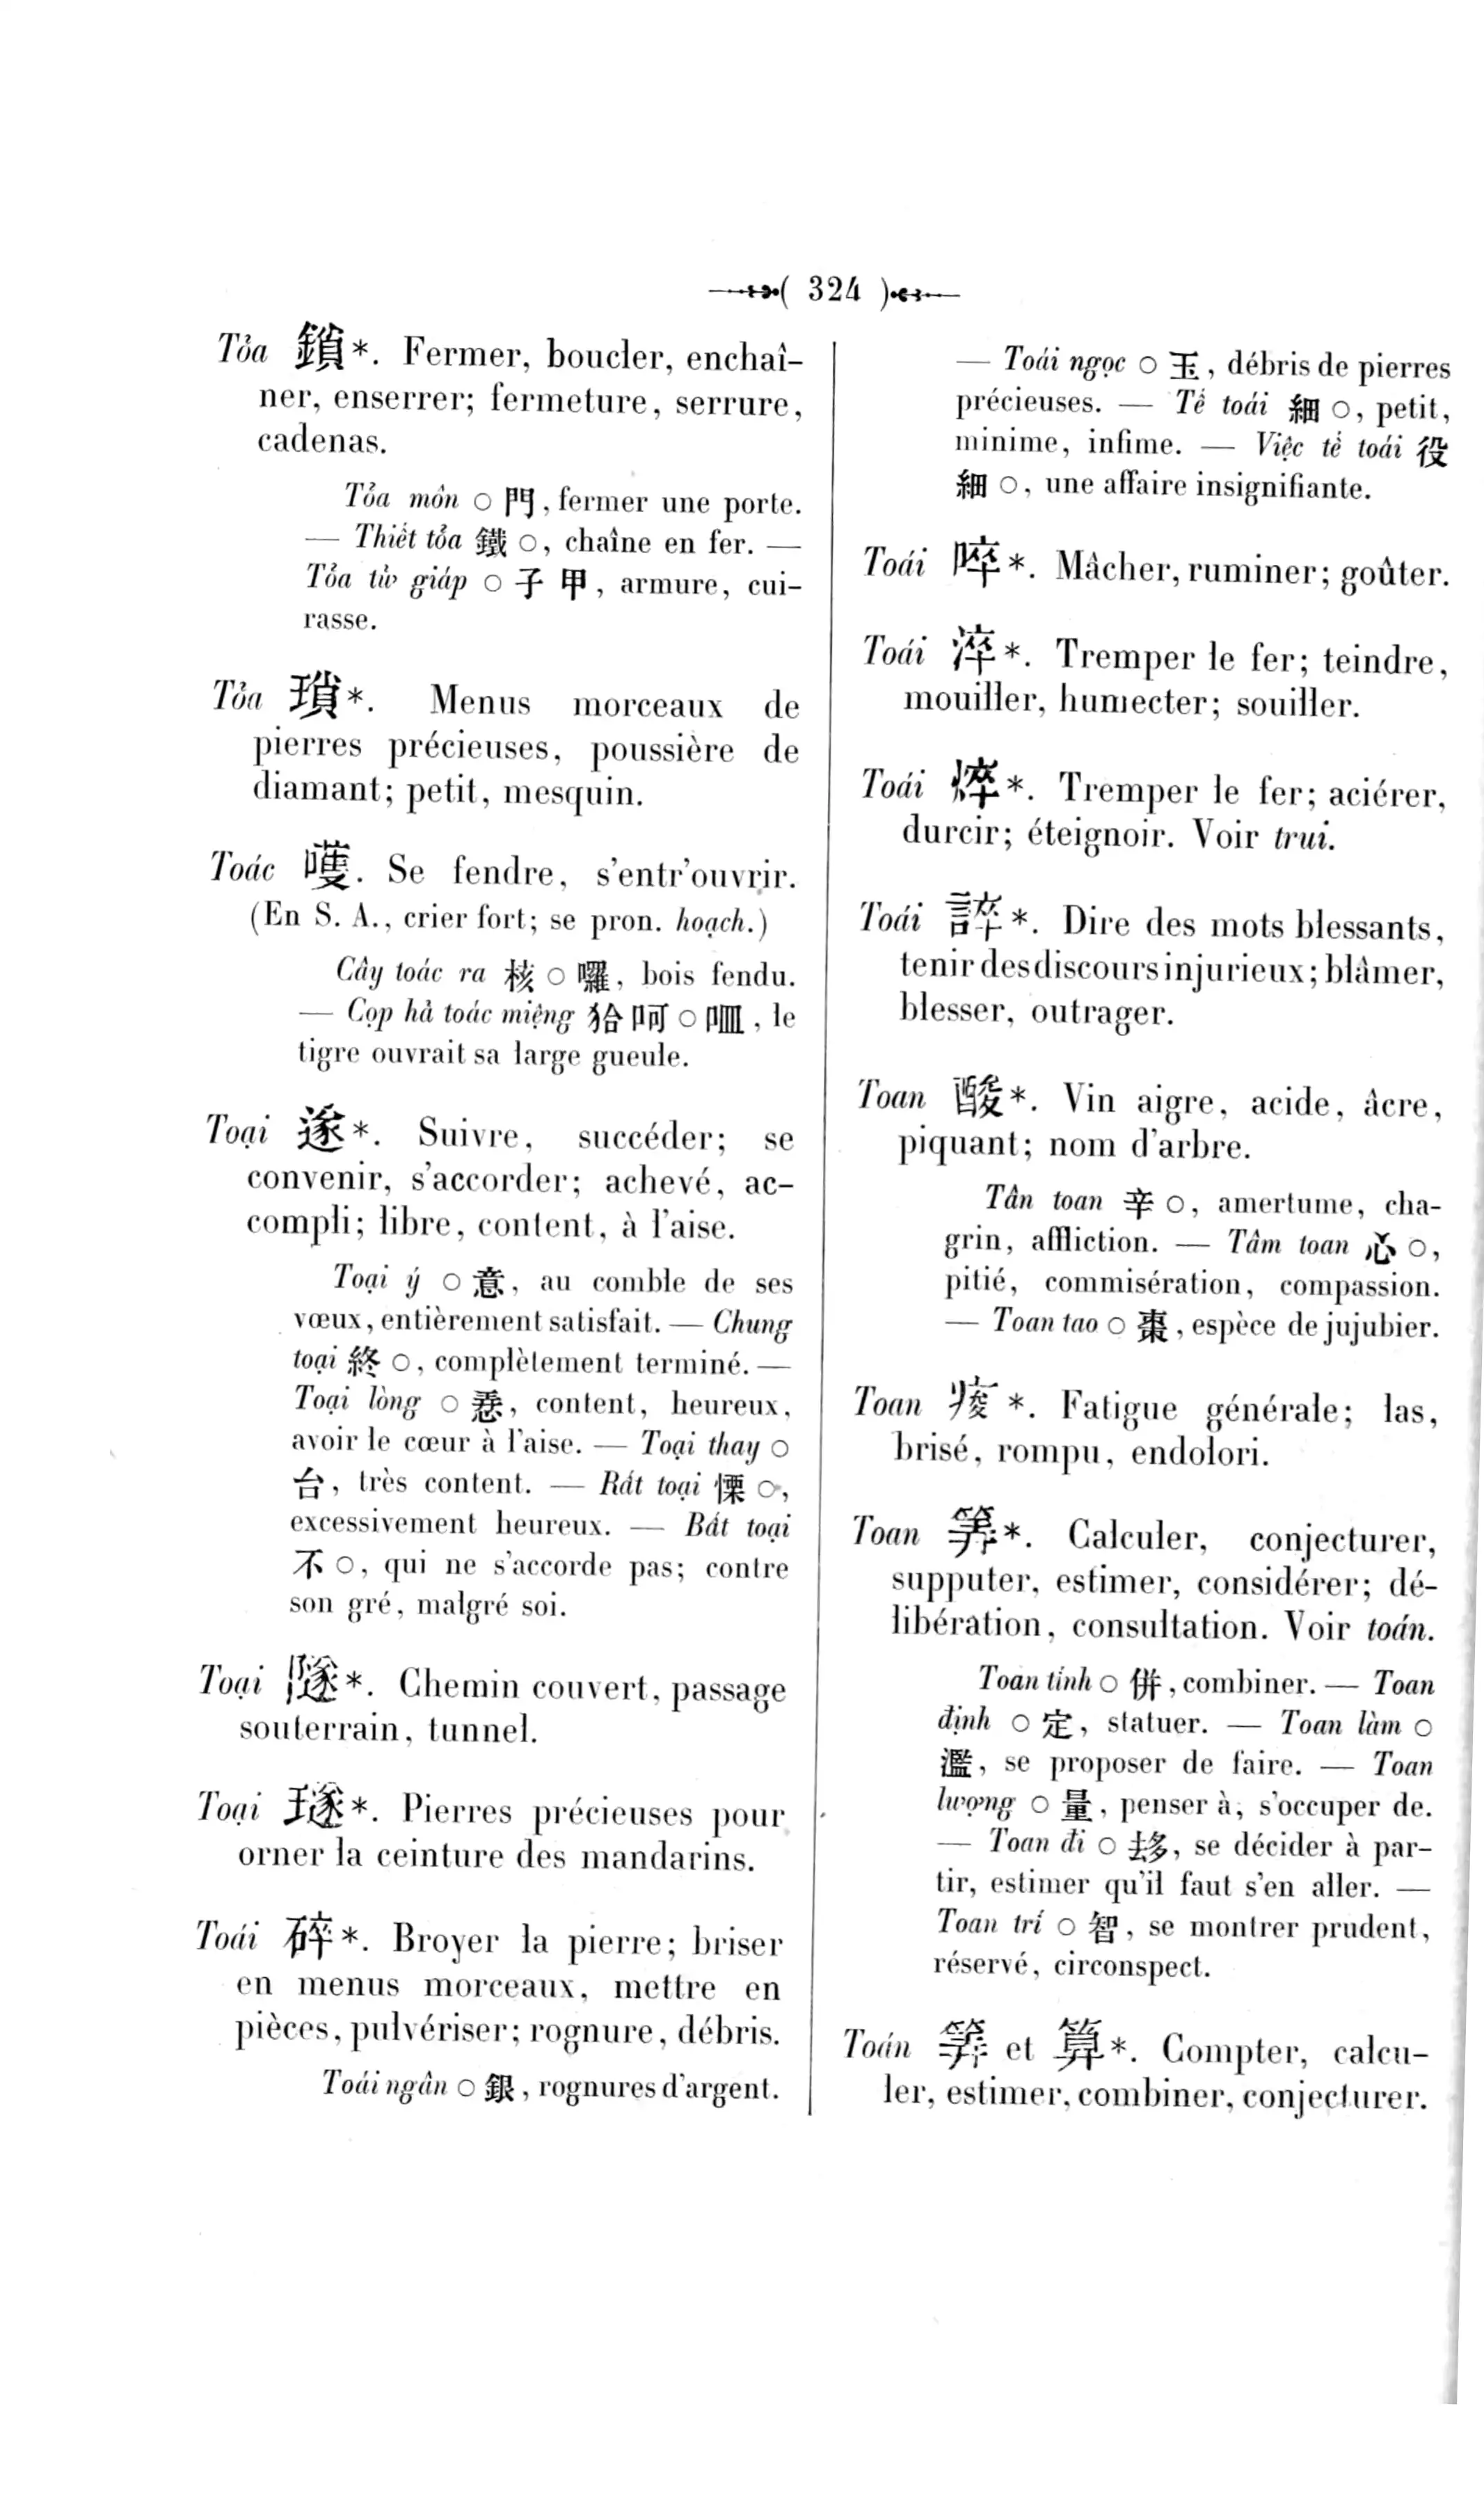 ( 324 )
Tỏa 鎖*. Fermer, boucler, enchaî-
ner, enserrer; fermeture, serrure,
cadenas.
Tỏa môn ○ 門, fermer une porte.
— Thiết tỏa 鐵 ○, chaîne en fer. —
Tỏa tử giáp ○ 子 甲, armure, cui-
rasse.
Tỏa 瑣*. Menus morceaux de
pierres précieuses, poussière de
diamant; petit, mesquin.
Toác 嚄. Se fendre, s'entr'ouvrir.
(En S. A., crier fort; se pron. hoạch.)
Cây toác ra 核 ○ 囉, bois fendu.
— Cọp hả toác miệng 狧 呵 ○ 𠰘, le
tigre ouvrait sa large gueule.
Toại 遂*. Suivre, succéder; se
convenir, s'accorder; achevé, ac-
compli; libre, content, à l'aise.
Toại ý ○ 意, au comble de ses
vœux, entièrement satisfait. — Chung
toại 終 ○, complètement terminé. —
Toại lòng ○ 㥯, content, heureux,
avoir le cœur à l'aise. — Toại thay ○
台, très content. — Rất toại 慄 ○,
excessivement heureux. — Bất toại
不 ○, qui ne s'accorde pas; contre
son gré, malgré soi.
Toại 隧*. Chemin couvert, passage
souterrain, tunnel.
Toại 璲*. Pierres précieuses pour
orner la ceinture des mandarins.
Toái 碎*. Broyer la pierre; briser
en menus morceaux, mettre en
pièces, pulvériser; rognure, débris.
Toái ngân ○ 銀, rognures d'argent.
— Toái ngọc ○ 玉, débris de pierres
précieuses. — Tế toái 細 ○, petit,
minime, infime. — Việc tế toái 役
細 ○, une affaire insignifiante.
Toái 啐*. Mâcher, ruminer; goûter.
Toái 淬*. Tremper le fer; teindre,
mouiller, humecter; souiller.
Toái 焠*. Tremper le fer; aciérer,
durcir; éteignoir. Voir trui.
Toái 誶*. Dire des mots blessants,
tenir des discours injurieux; blâmer,
blesser, outrager.
Toan 酸*. Vin aigre, acide, âcre,
piquant; nom d'arbre.
Tân toan 辛 ○, amertume, cha-
grin, affliction. — Tâm toan 心 ○,
pitié, commisération, compassion.
— Toan tao ○ 棗, espèce de jujubier.
Toan 痠 *. Fatigue générale; las,
brisé, rompu, endolori.
Toan 筭*. Calculer, conjecturer,
supputer, estimer, considérer; dé-
libération, consultation. Voir toán.
Toan tính ○ 併, combiner. — Toan
định ○ 定, statuer. — Toan làm ○
濫, se proposer de faire. — Toan
lượng ○ 量, penser à, s'occuper de.
— Toan đi ○ 𠫾, se décider à par-
tir, estimer qu'il faut s'en aller. —
Toan trí ○ 智, se montrer prudent,
réservé, circonspect.
Toán 筭 et 算*. Compter, calcu-
ler, estimer, combiner, conjecturer.